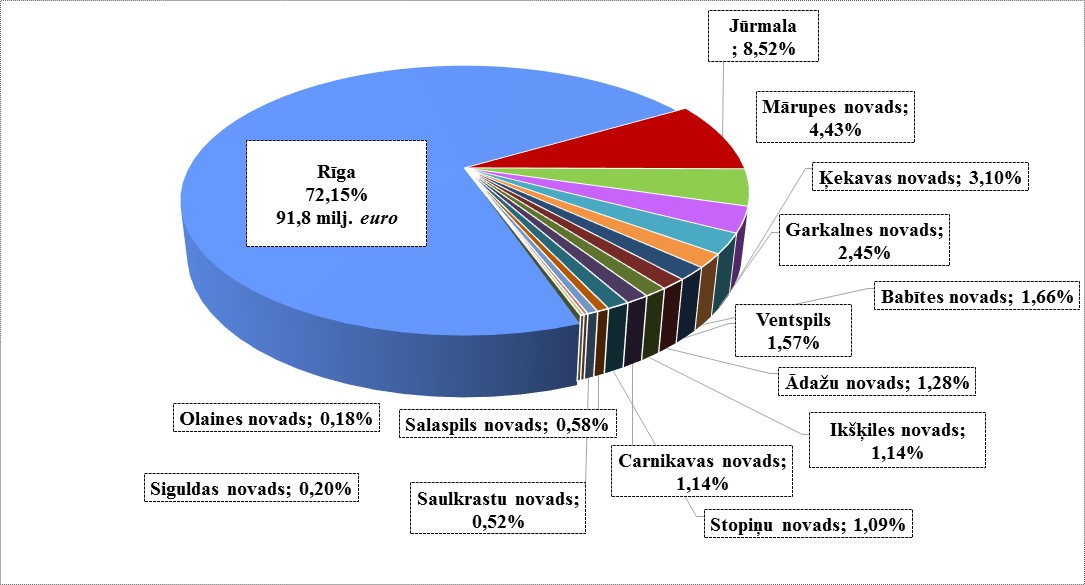 Jūrmala
; 8,52%
Mārupes novads;
4,43%
Rīga
72,15%
91,8 milj. euro
Ķekavas novads; 3,10%
Garkalnes novads;
2,45%
Babītes novads; 1,66%
Ventspils
1,57%
Ādažu novads; 1,28%
Olaines novads; 0,18%
Salaspils novads; 0,58%
Ikšķiles novads;
1,14%
Carnikavas novads;
1,14%
Siguldas novads; 0,20%
Saulkrastu novads;
0,52%
Stopiņu novads; 1,09%